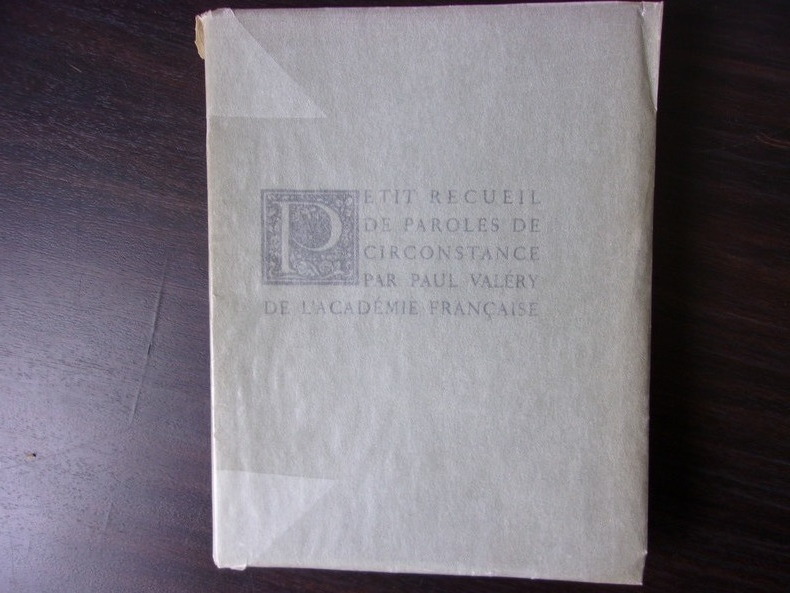 PETIT RECUEIL
DE PAROLES DE
CIRCONSTANCE
PAR PAUL VALÉRY
DE L'ACADÉMIE FRANÇAISE